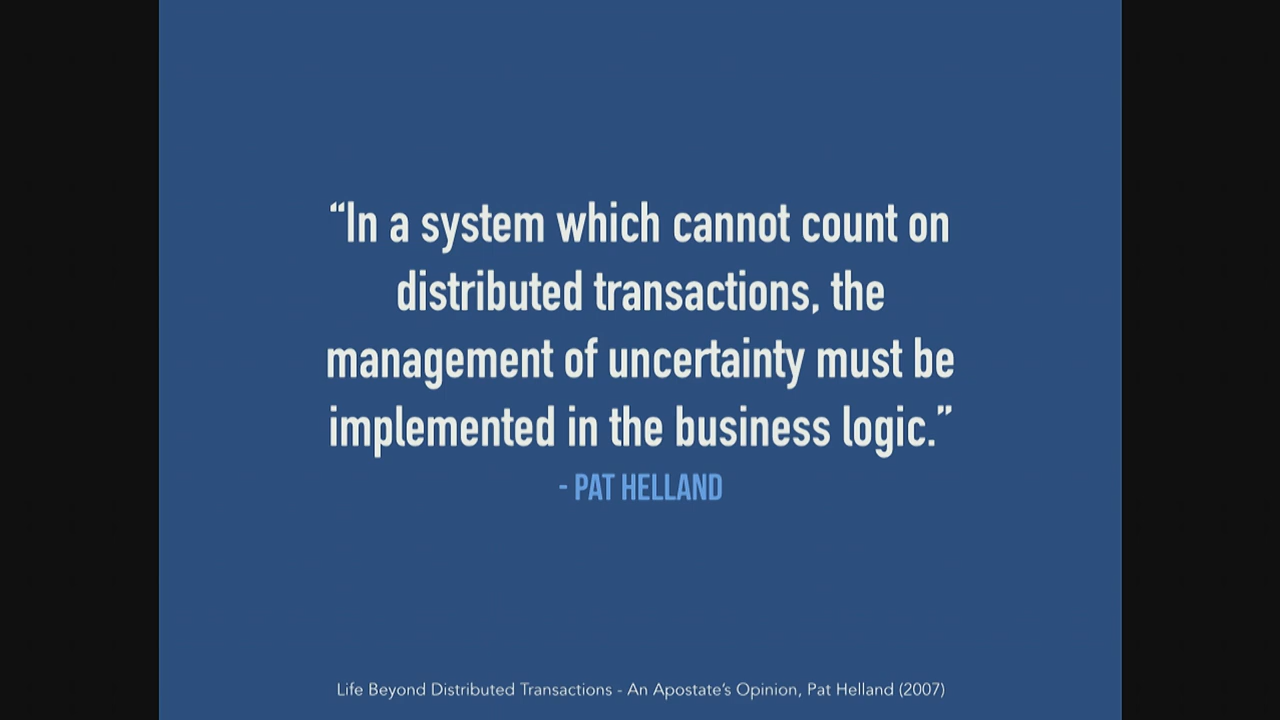 “In a system which cannot count on
distributed transactions, the
management of uncertainty must be
implemented in the business logic.”
- PAT HELLAND
Life Beyond Distributed Transactions - An Apostate’s Opinion, Pat Helland (2007)